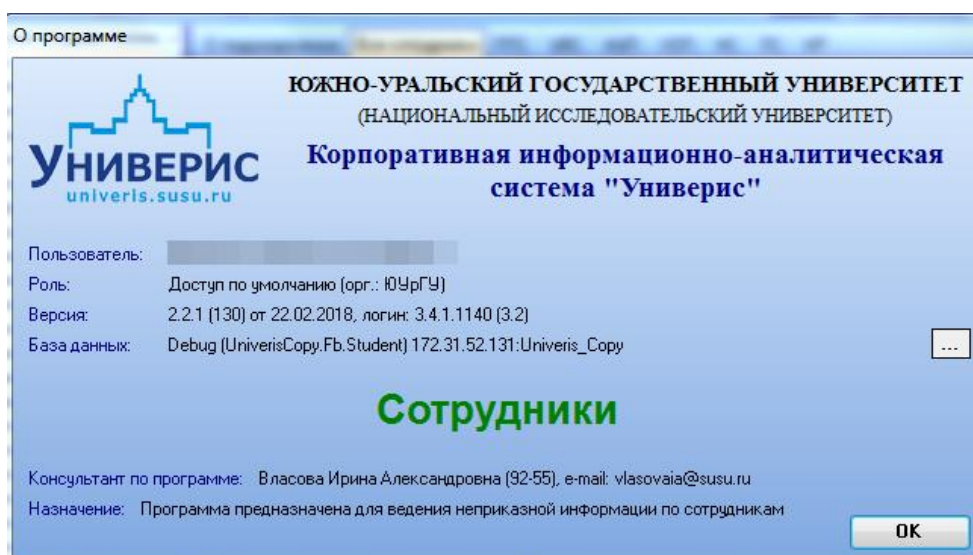 О программе
ЮЖНО-УРАЛЬСКИЙ ГОСУДАРСТВЕННЫЙ УНИВЕРСИТЕТ
(НАЦИОНАЛЬНЫЙ ИССЛЕДОВАТЕЛЬСКИЙ УНИВЕРСИТЕТ)
УНИВЕРИС
univeris.susu.ru
Корпоративная информационно-аналитическая
система "Универис"
Пользователь:
Роль: Доступ по умолчанию (орг.: ЮУрГУ)
Версия: 2.2.1 (130) от 22.02.2018, логин: 3.4.1.1140 (3.2)
База данных: Debug (UniverisCopy.Fb.Student) 172.31.52.131:Univeris_Copy ...
Сотрудники
Консультант по программе: Власова Ирина Александровна (92-55), e-mail: vlasovaia@susu.ru
Назначение: Программа предназначена для ведения неприказной информации по сотрудникам
OK